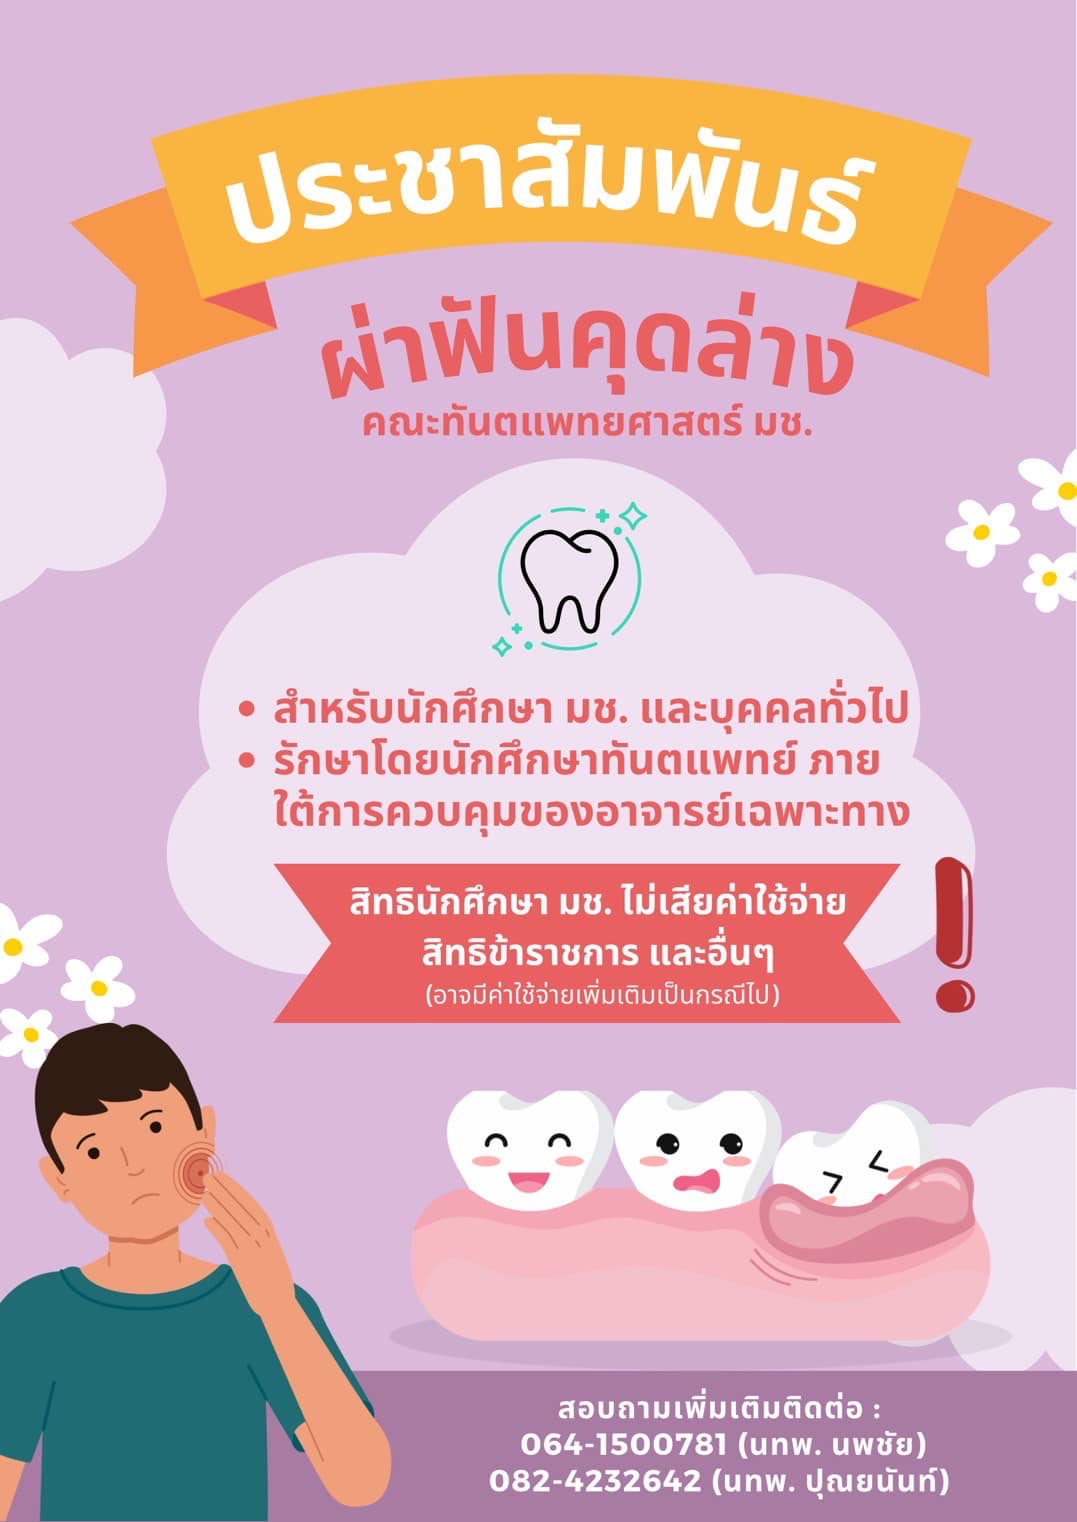 ประชาสัมพันธ์
ผ่าฟันคุดล่าง
คณะทันตแพทยศาสตร์ มช.
• สำหรับนักศึกษา มช. และบุคคลทั่วไป
• รักษาโดยนักศึกษาทันตแพทย์ ภาย
ใต้การควบคุมของอาจารย์เฉพาะทาง
สิทธินักศึกษา มช. ไม่เสียค่าใช้จ่าย
สิทธิข้าราชการ และอื่นๆ
(อาจมีค่าใช้จ่ายเพิ่มเติมเป็นกรณีไป)
สอบถามเพิ่มเติมติดต่อ :
064-1500781 (นทพ. นพชัย)
082-4232642 (นทพ. ปุณยนันท์)